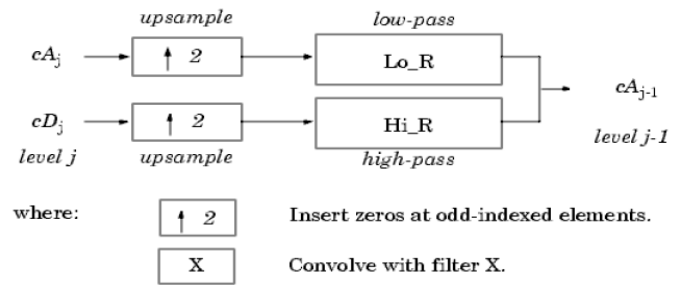 upsample
low-pass
cAj
↑ 2
Lo_R
cAj-1
cDj
↑ 2
Hi_R
level j
upsample
high-pass
level j-1
where:
↑ 2
Insert zeros at odd-indexed elements.
X
Convolve with filter X.